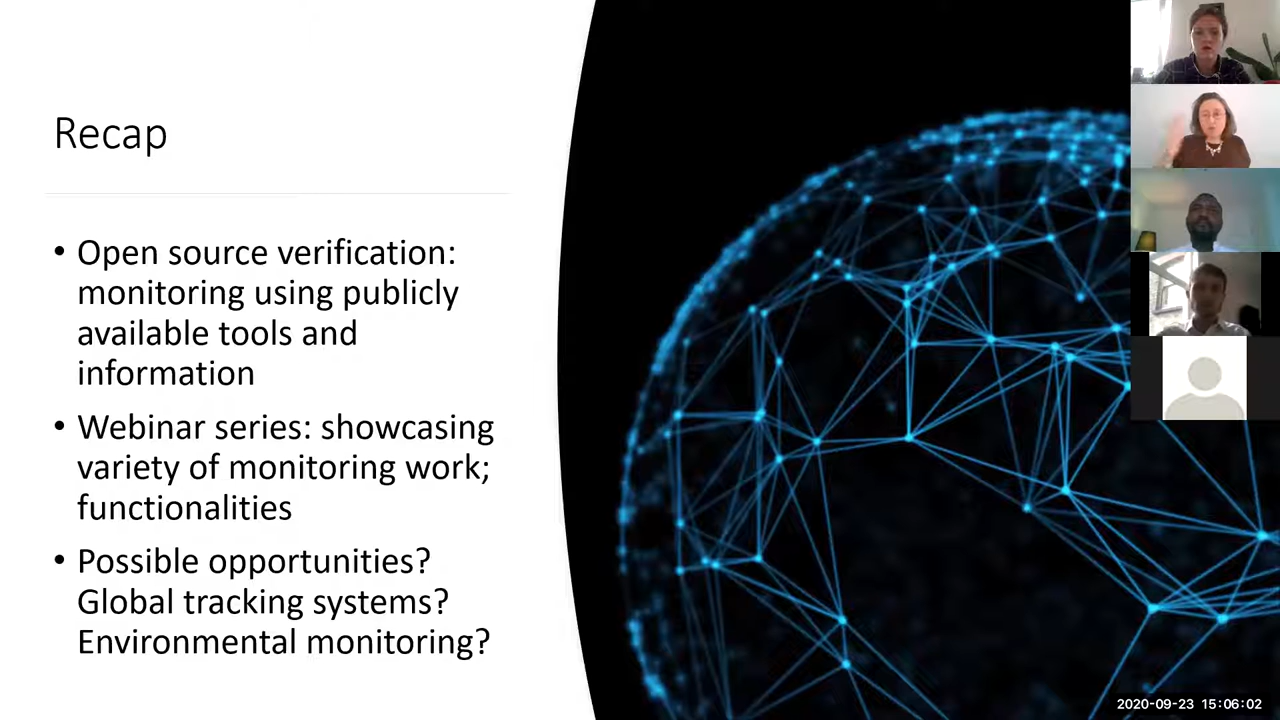 Recap
• Open source verification:
monitoring using publicly
available tools and
information
• Webinar series: showcasing
variety of monitoring work;
functionalities
• Possible opportunities?
Global tracking systems?
Environmental monitoring?
2020-09-23 15:06:02